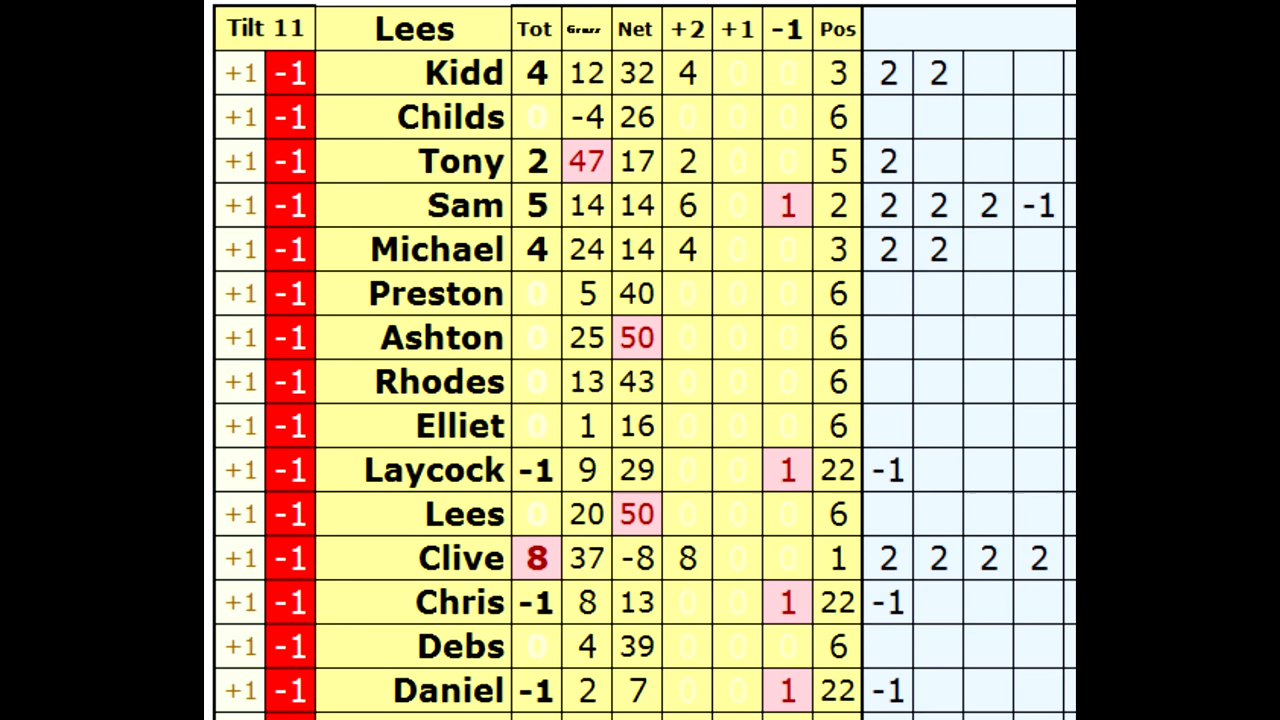 Tilt 11 Lees Tot Gross Net +2 +1 -1 Pos
+1 -1 Kidd 4 12 32 4 0 0 3 2 2
+1 -1 Childs 0 -4 26 0 0 0 6
+1 -1 Tony 2 47 17 2 0 0 5 2
+1 -1 Sam 5 14 14 6 0 1 2 2 2 2 -1
+1 -1 Michael 4 24 14 4 0 0 3 2 2
+1 -1 Preston 0 5 40 0 0 0 6
+1 -1 Ashton 0 25 50 0 0 0 6
+1 -1 Rhodes 0 13 43 0 0 0 6
+1 -1 Elliet 0 1 16 0 0 0 6
+1 -1 Laycock -1 9 29 0 0 1 22 -1
+1 -1 Lees 0 20 50 0 0 0 6
+1 -1 Clive 8 37 -8 8 0 0 1 2 2 2 2
+1 -1 Chris -1 8 13 0 0 1 22 -1
+1 -1 Debs 0 4 39 0 0 0 6
+1 -1 Daniel -1 2 7 0 0 1 22 -1